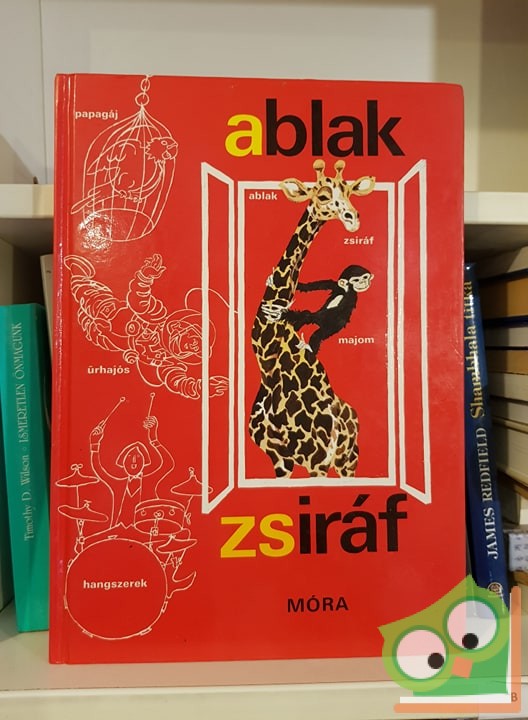 ablak
papagáj
ablak
zsiráf
majom
űrhajós
zsiráf
hangszerek
MÓRA
Timothy D. Wilson • ISMERETLEN ÖNMAGUNK
JAMES REDFIELD Shambhala titka
B